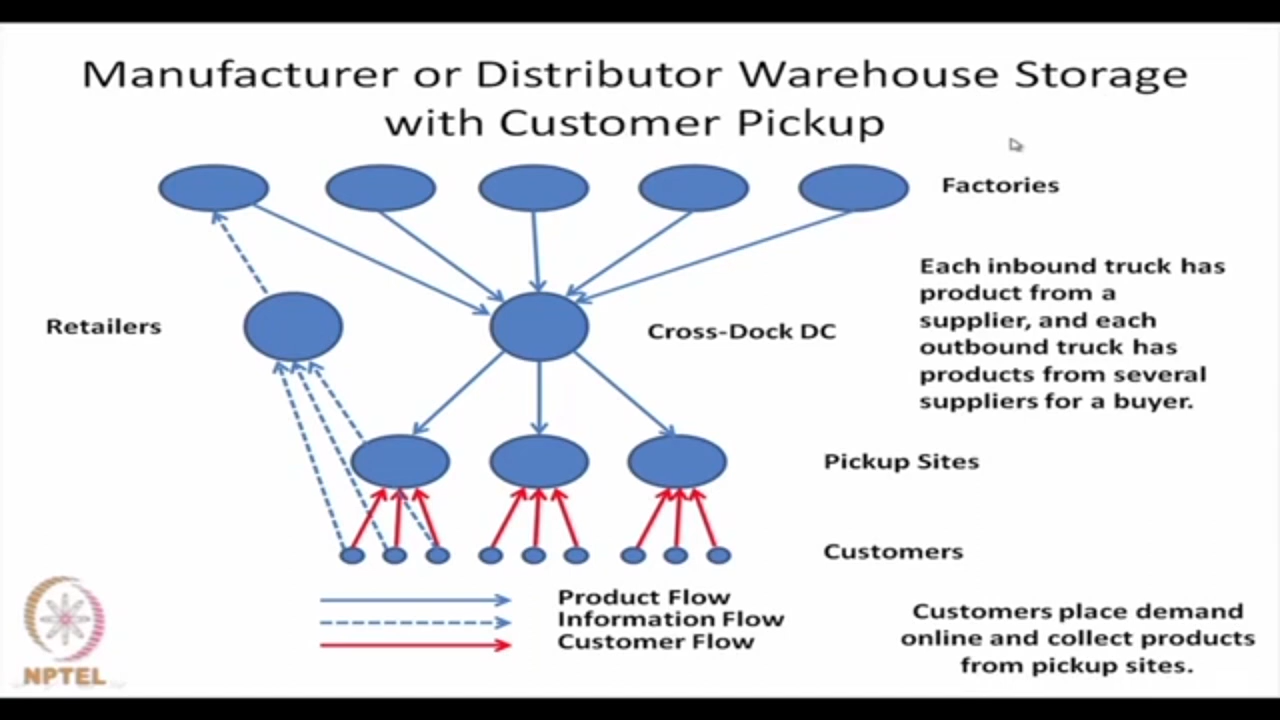 Manufacturer or Distributor Warehouse Storage
with Customer Pickup
Factories
Each inbound truck has
product from a
supplier, and each
outbound truck has
products from several
suppliers for a buyer.
Retailers
Cross-Dock DC
Pickup Sites
Customers
Product Flow
Information Flow
Customer Flow
Customers place demand
online and collect products
from pickup sites.
NPTEL